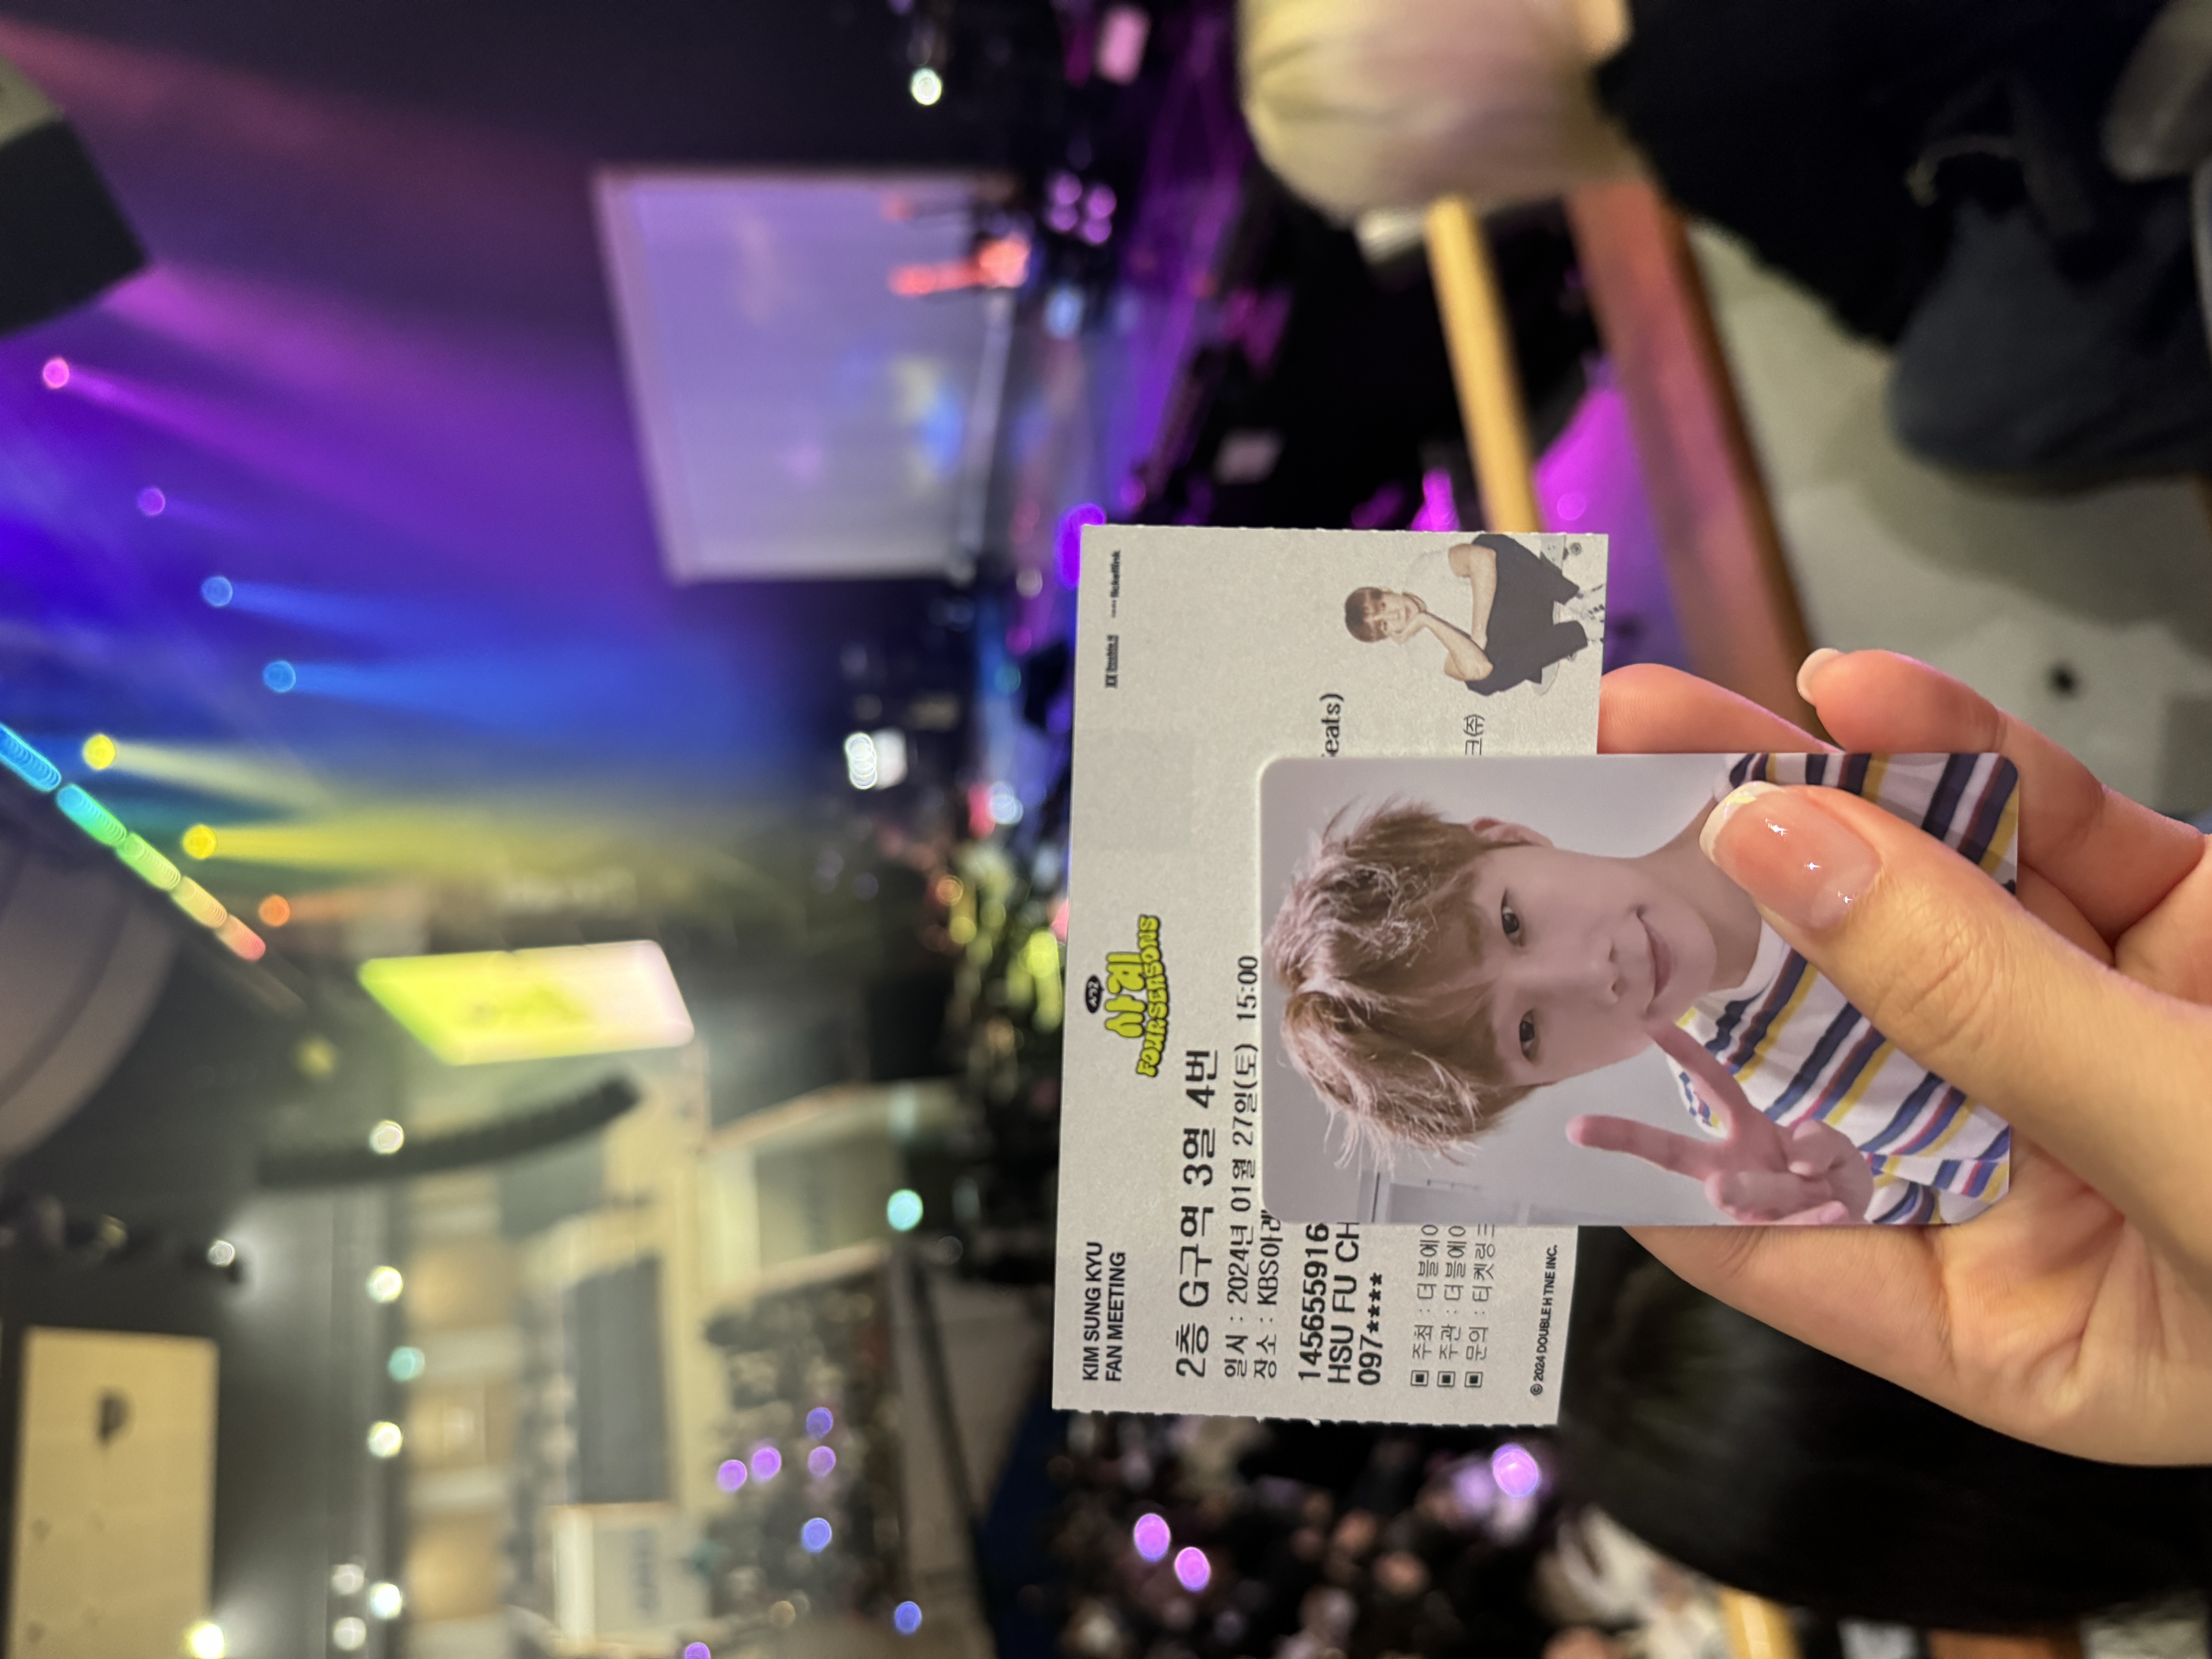 KIM SUNG KYU
FAN MEETING
사계
FOUR SEASONS
ticketlink
2층 G구역 3열 4번
일시 : 2024년 01월 27일(토) 15:00
장소 : KBS아레
145655916
HSU FU CH
eats)
097****
▣ 주최 : 더블에이
▣ 주관 : 더블에이
▣ 문의 : 티켓링크
크㈜
© 2024 DOUBLE H TNE INC.